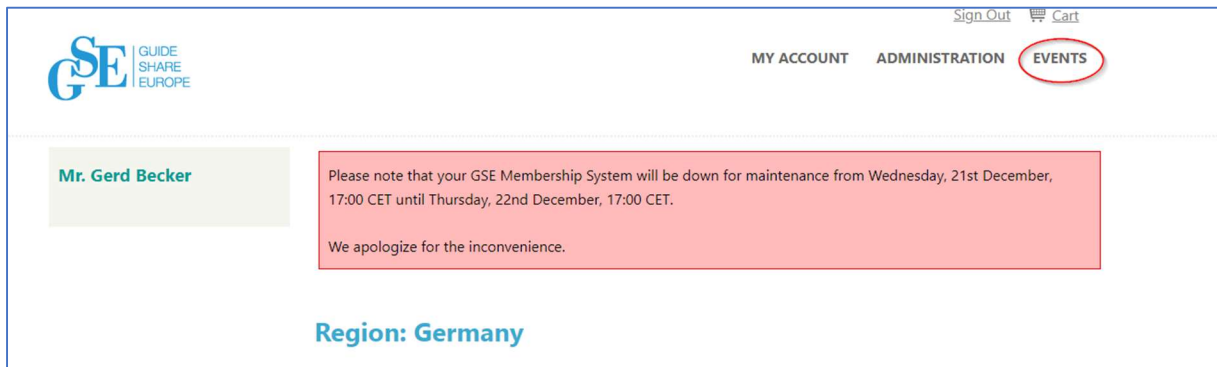 Sign Out Cart
GSE GUIDE
SHARE
EUROPE
MY ACCOUNT ADMINISTRATION EVENTS
Mr. Gerd Becker
Please note that your GSE Membership System will be down for maintenance from Wednesday, 21st December,
17:00 CET until Thursday, 22nd December, 17:00 CET.
We apologize for the inconvenience.
Region: Germany